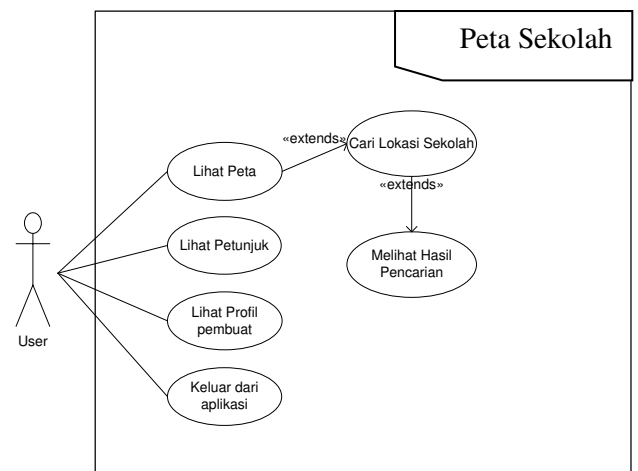 Peta Sekolah
«extends»
Cari Lokasi Sekolah
Lihat Peta
«extends»
Lihat Petunjuk
Melihat Hasil
Pencarian
Lihat Profil
pembuat
User
Keluar dari
aplikasi